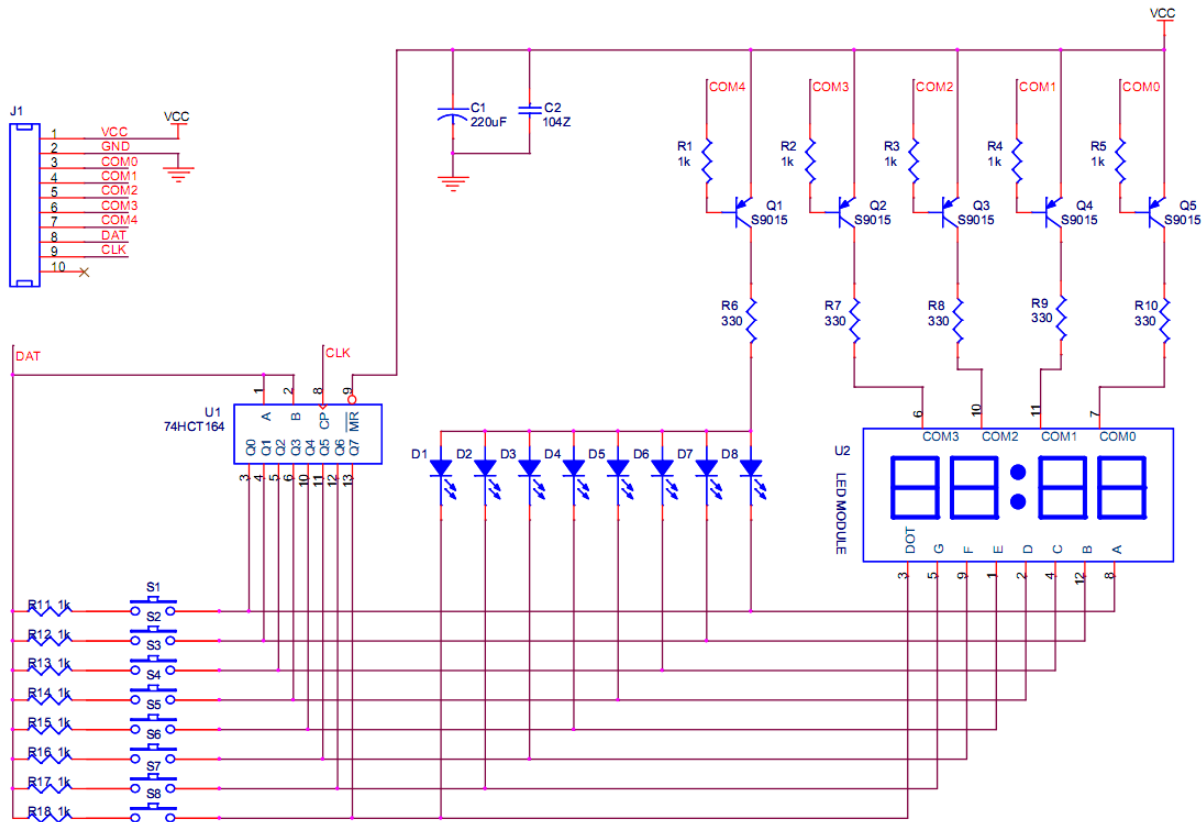 VCC
J1
1 VCC
2 GND
3 COM0
4 COM1
5 COM2
6 COM3
7 COM4
8 DAT
9 CLK
10
VCC
C1
220uF
C2
104Z
COM4
COM3
COM2
COM1
COM0
R1
1k
R2
1k
R3
1k
R4
1k
R5
1k
Q1
S9015
Q2
S9015
Q3
S9015
Q4
S9015
Q5
S9015
R6
330
R7
330
R8
330
R9
330
R10
330
DAT
CLK
1 2 8 9
U1
74HCT164
A B CP MR
Q0 Q1 Q2 Q3 Q4 Q5 Q6 Q7
3 4 5 6 10 11 12 13
D1 D2 D3 D4 D5 D6 D7 D8
6 10 11 7
COM3 COM2 COM1 COM0
U2
LED MODULE
DOT G F E D C B A
3 5 9 1 2 4 12 8
S1
R11 1k
S2
R12 1k
S3
R13 1k
S4
R14 1k
S5
R15 1k
S6
R16 1k
S7
R17 1k
S8
R18 1k